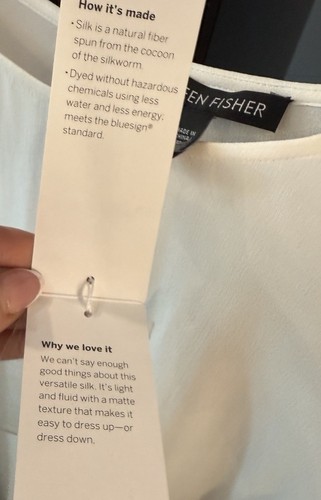 How it's made
• Silk is a natural fiber
spun from the cocoon
of the silkworm.
• Dyed without hazardous
chemicals using less
water and less energy;
meets the bluesign®
standard.
EEN FISHER
MADE IN
CHINA
Why we love it
We can't say enough
good things about this
versatile silk. It's light
and fluid with a matte
texture that makes it
easy to dress up—or
dress down.